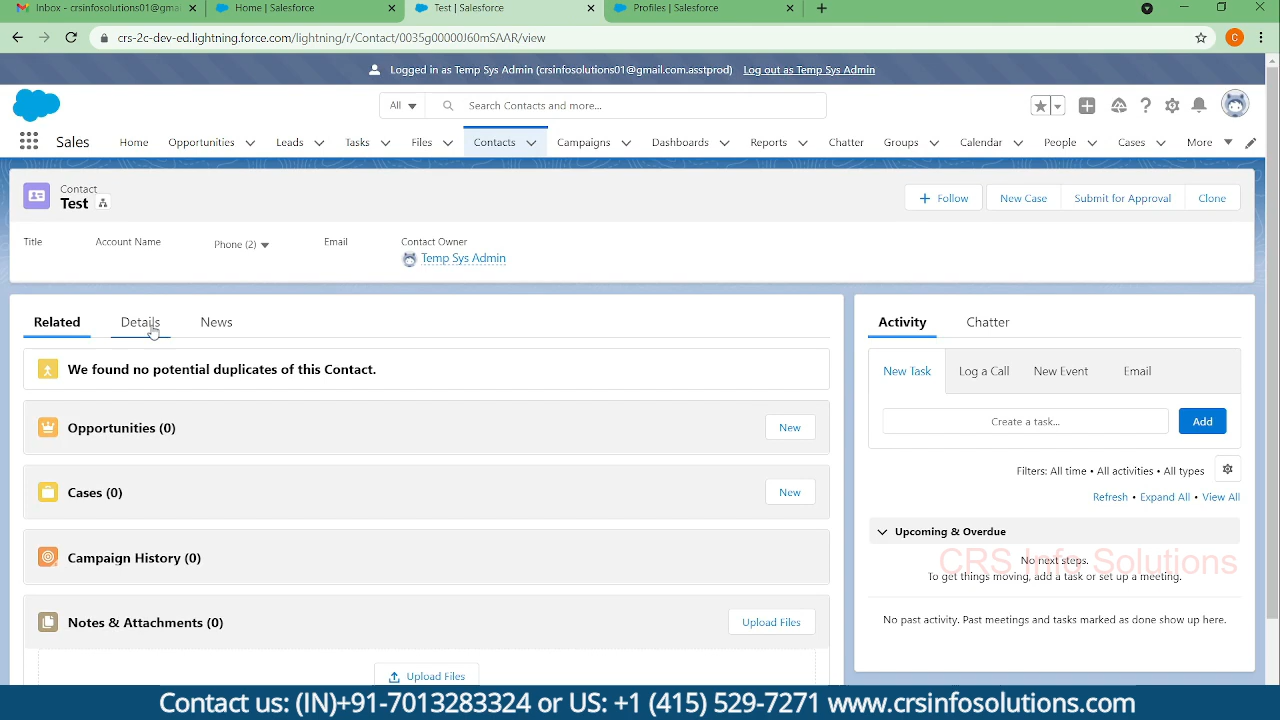 Inbox - crsinfosolutions01@gmai
Home | Salesforce
Test | Salesforce
Profiles | Salesforce
crs-2c-dev-ed.lightning.force.com/lightning/r/Contact/0035g00000J60mSAAR/view
C
Logged in as Temp Sys Admin (crsinfosolutions01@gmail.com.asstprod) Log out as Temp Sys Admin
All
Search Contacts and more...
Sales
Home
Opportunities
Leads
Tasks
Files
Contacts
Campaigns
Dashboards
Reports
Chatter
Groups
Calendar
People
Cases
More
Contact
Test
Follow
New Case
Submit for Approval
Clone
Title
Account Name
Phone (2)
Email
Contact Owner
Temp Sys Admin
Related
Details
News
We found no potential duplicates of this Contact.
Opportunities (0)
New
Cases (0)
New
Campaign History (0)
Notes & Attachments (0)
Upload Files
Upload Files
Activity
Chatter
New Task
Log a Call
New Event
Email
Create a task...
Add
Filters: All time • All activities • All types
Refresh • Expand All • View All
Upcoming & Overdue
CRS Info Solutions
No next steps.
To get things moving, add a task or set up a meeting.
No past activity. Past meetings and tasks marked as done show up here.
Contact us: (IN)+91-7013283324 or US: +1 (415) 529-7271 www.crsinfosolutions.com